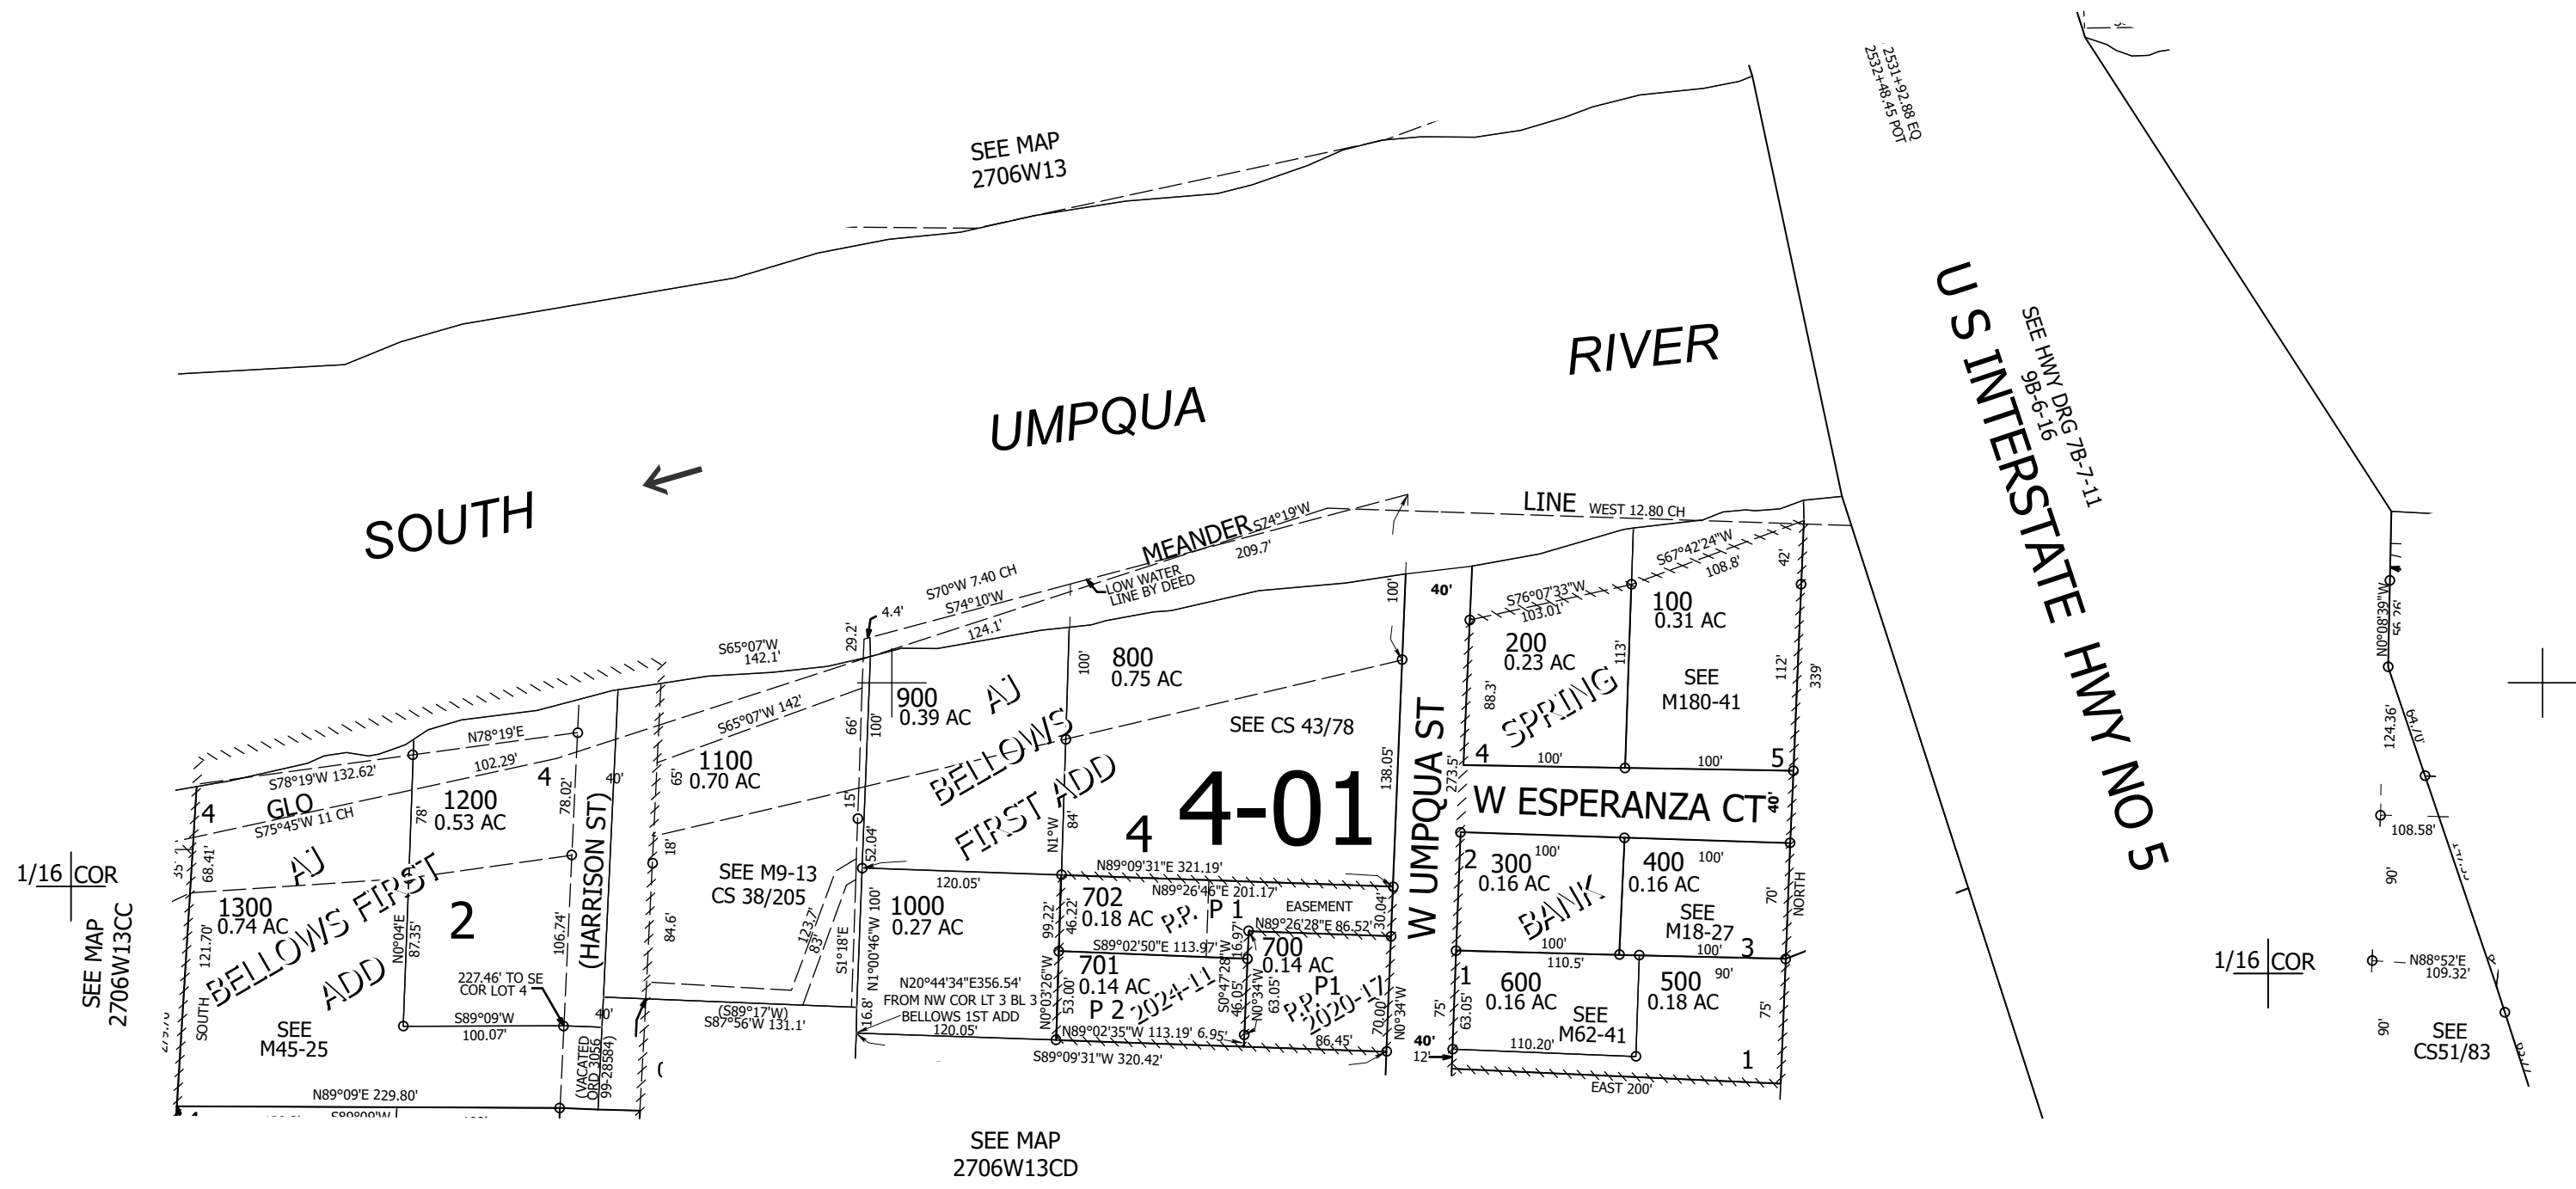 2531+92.88 EQ
2532+48.45 POT
SEE MAP
2706W13
SOUTH
UMPQUA
RIVER
U S INTERSTATE HWY NO 5
SEE HWY DRG 7B-7-11
9B-6-16
MEANDER
LINE
WEST 12.80 CH
S74°19'W
209.7'
S70°W 7.40 CH
S74°10'W
LOW WATER
LINE BY DEED
124.1'
4.4'
29.2'
S65°07'W
142.1'
S65°07'W 142'
S67°42'24"W
108.8'
S76°07'33"W
103.01'
42'
100
0.31 AC
SEE
M180-41
112'
339'
113'
200
0.23 AC
88.3'
SPRING
4
100'
100'
5
40'
100'
800
0.75 AC
100'
SEE CS 43/78
138.05'
W UMPQUA ST
273.5'
W ESPERANZA CT
40'
900
0.39 AC
66'
100'
15'
52.04'
AJ
BELLOWS
FIRST ADD
4
4-01
N1°W
84'
1100
0.70 AC
65'
18'
84.6'
SEE M9-13
CS 38/205
123.7'
83'
S1°18'E
(S89°17'W)
S87°56'W 131.1'
N78°19'E
S78°19'W 132.62'
102.29'
GLO
S75°45'W 11 CH
4
4
1200
0.53 AC
78'
78.02'
40'
(HARRISON ST)
35'
68.41'
AJ
BELLOWS FIRST
ADD
2
1300
0.74 AC
121.70'
SOUTH
N0°04'E
87.35'
106.74'
227.46' TO SE
COR LOT 4
S89°09'W
100.07'
40'
SEE
M45-25
(VACATED
ORD 3056
99-28584)
N89°09'E 229.80'
1/16 COR
SEE MAP
2706W13CC
N89°09'31"E 321.19'
120.05'
1000
0.27 AC
N1°00'46"W 100'
16.8'
N20°44'34"E356.54'
FROM NW COR LT 3 BL 3
BELLOWS 1ST ADD
120.05'
702
0.18 AC
P.P.
P 1
N89°26'46"E 201.17'
EASEMENT
N89°26'28"E 86.52'
30.04'
99.22'
46.22'
S89°02'50"E 113.97'
16.97'
701
0.14 AC
P 2
2024-11
N0°03'26"W
53.00'
S0°47'28"W
46.05'
N0°34'W
63.05'
700
0.14 AC
P1
P.P.
2020-17
70.00'
N0°34'W
N89°02'35"W 113.19'
6.95'
86.45'
S89°09'31"W 320.42'
2
300
0.16 AC
100'
BANK
400
0.16 AC
100'
SEE
M18-27
3
70'
NORTH
100'
110.5'
100'
90'
1
600
0.16 AC
75'
63.05'
SEE
M62-41
500
0.18 AC
75'
110.20'
1
40'
12'
EAST 200'
SEE MAP
2706W13CD
N0°08'39"W
56.26'
124.36'
64.70'
108.58'
90'
N88°52'E
109.32'
90'
1/16 COR
SEE
CS51/83